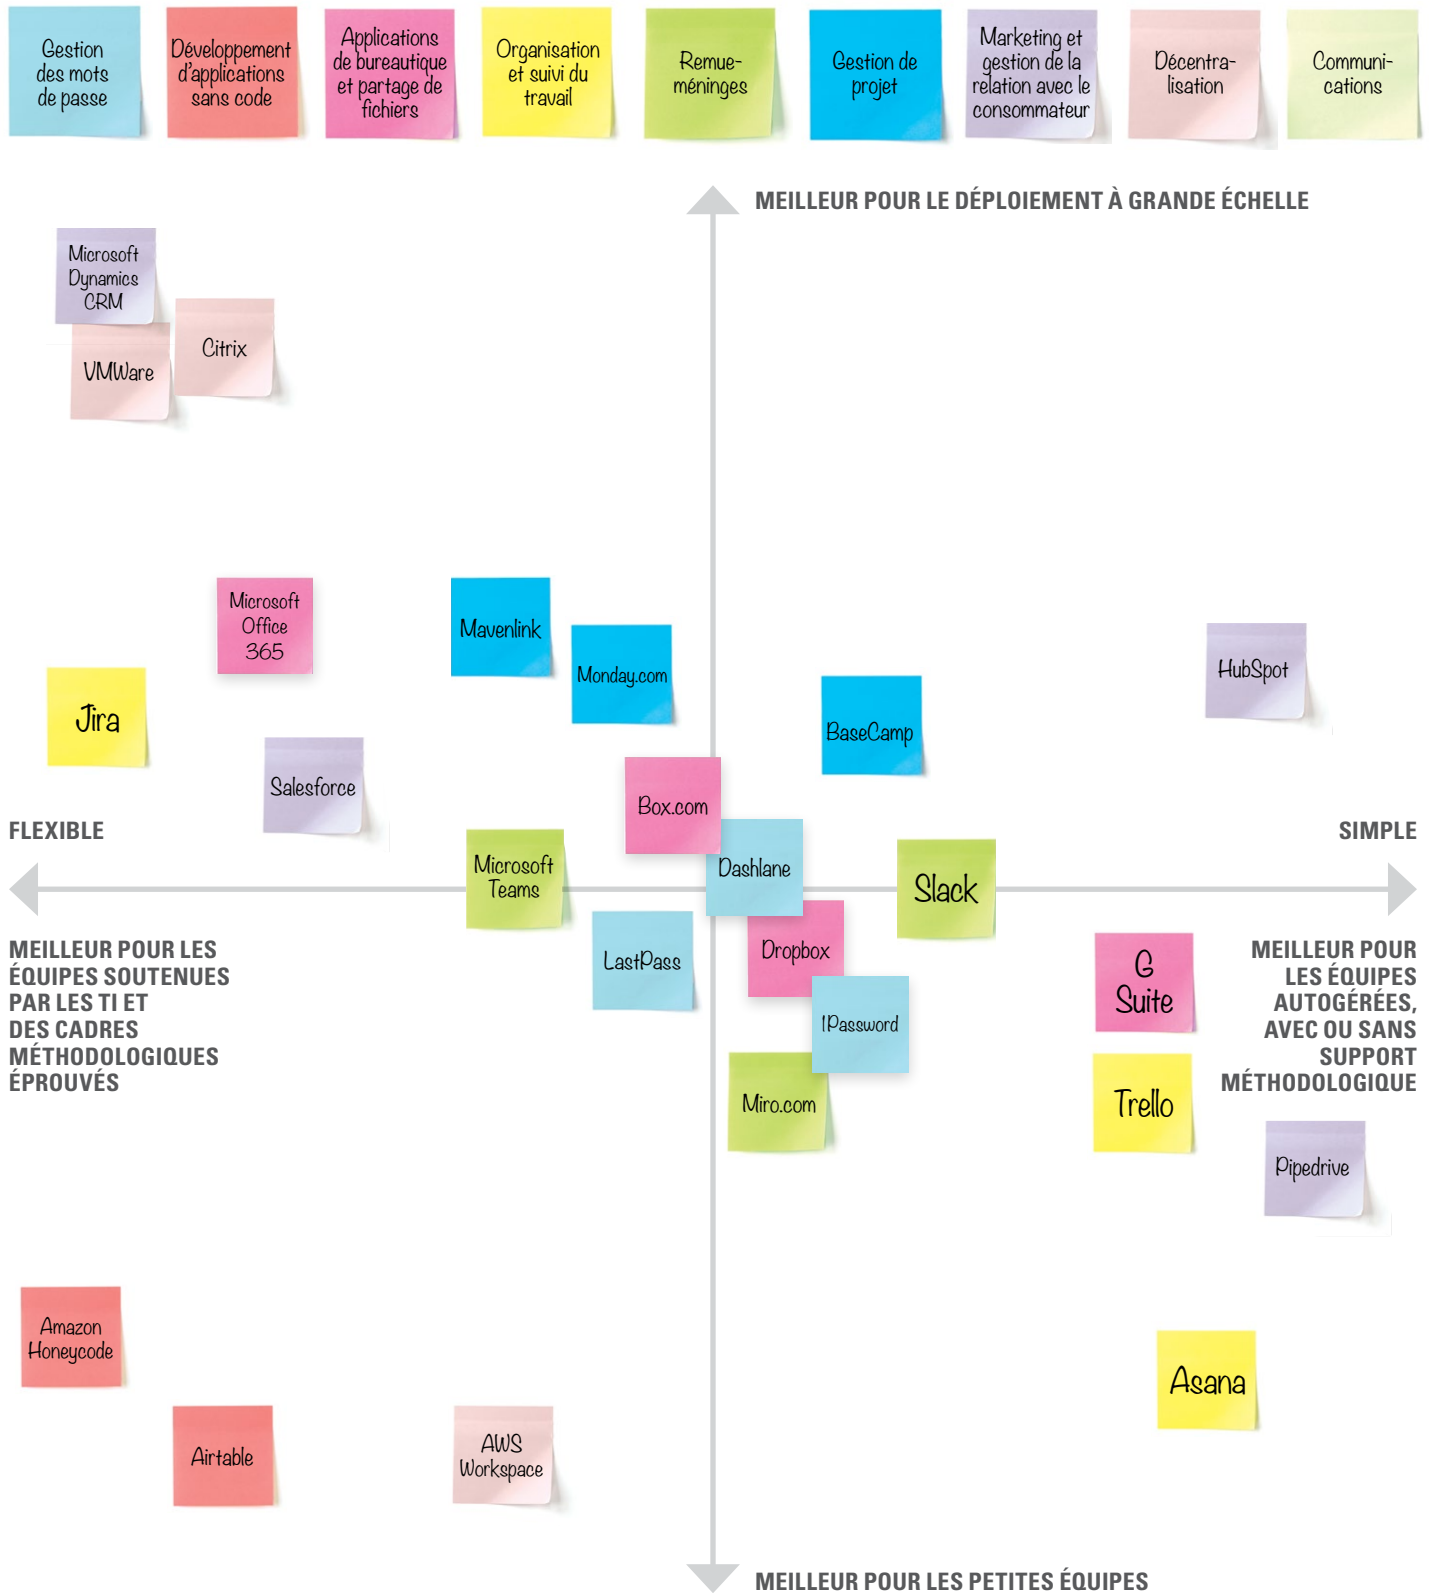 Gestion
des mots
de passe
Développement
d'applications
sans code
Applications
de bureautique
et partage de
fichiers
Organisation
et suivi du
travail
Remue-
méninges
Gestion de
projet
Marketing et
gestion de la
relation avec le
consommateur
Décentra-
lisation
Communi-
cations
MEILLEUR POUR LE DÉPLOIEMENT À GRANDE ÉCHELLE
Microsoft
Dynamics
CRM
VMWare
Citrix
Microsoft
Office
365
Mavenlink
Monday.com
HubSpot
Jira
BaseCamp
Salesforce
Box.com
FLEXIBLE
SIMPLE
Microsoft
Teams
Dashlane
Slack
MEILLEUR POUR LES
ÉQUIPES SOUTENUES
PAR LES TI ET
DES CADRES
MÉTHODOLOGIQUES
ÉPROUVÉS
LastPass
Dropbox
G
Suite
MEILLEUR POUR
LES ÉQUIPES
AUTOGÉRÉES,
AVEC OU SANS
SUPPORT
MÉTHODOLOGIQUE
1Password
Miro.com
Trello
Pipedrive
Amazon
Honeycode
Asana
Airtable
AWS
Workspace
MEILLEUR POUR LES PETITES ÉQUIPES